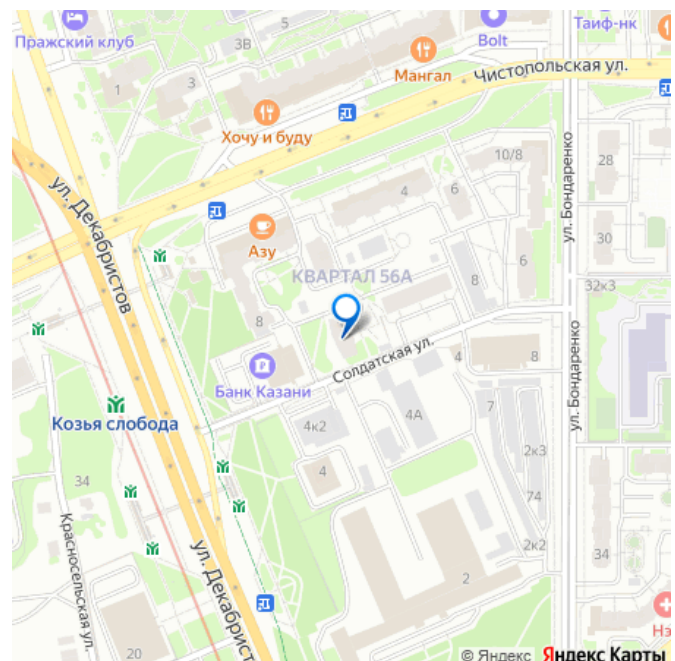 Пражский клуб
3В
5
1
3
Bolt
Таиф-нк
Мангал
Чистопольская ул.
Хочу и буду
10/8
28
ул. Бондаренко
4
6
30
ул. Декабристов
Азу
КВАРТАЛ 56А
8
6
32к3
8
Солдатская ул.
4
8
Банк Казани
ул. Бондаренко
Козья слобода
4к2
4А
7
2к3
34
4
74
Красносельская ул.
ул. Декабристов
2к2
34
2
20
Нэ
© Яндекс Яндекс Карты